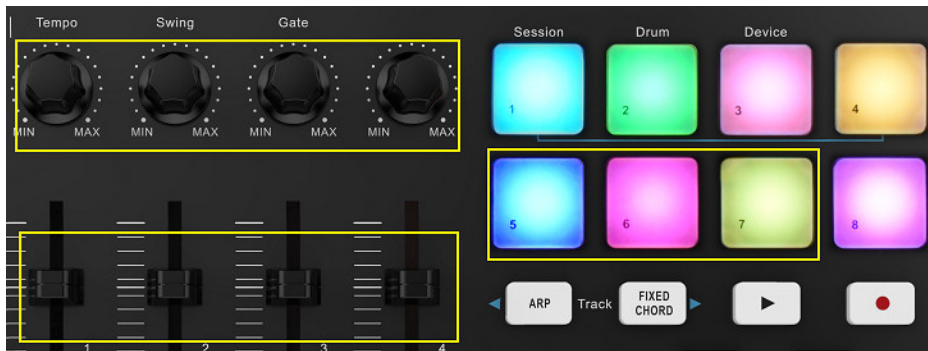 Tempo Swing Gate
Session Drum Device
MIN MAX MIN MAX MIN MAX MIN MAX
1 2 3 4
5 6 7 8
ARP Track FIXED CHORD
1 2 3 4